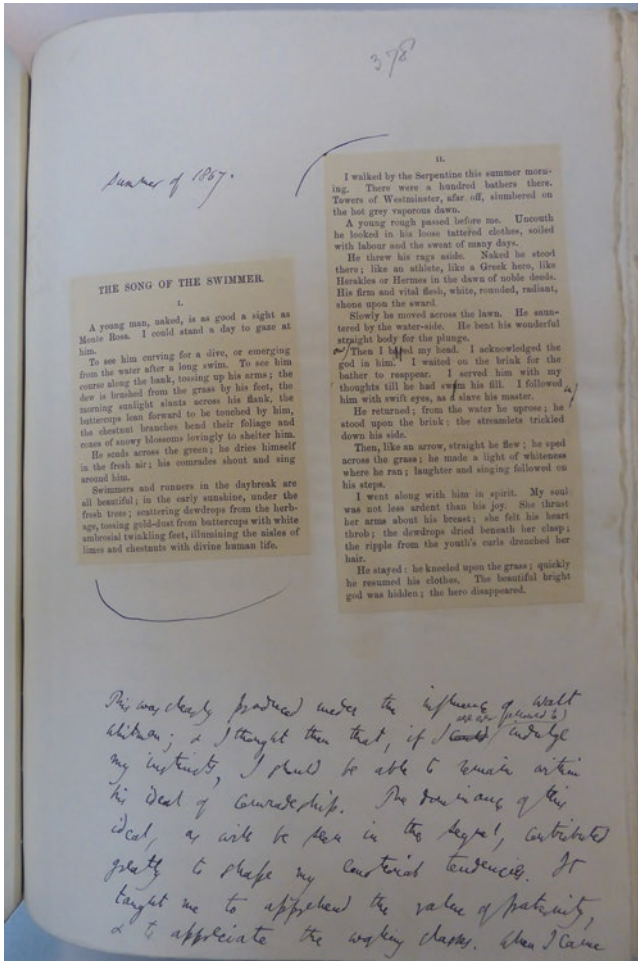 378
summer of 1867.
THE SONG OF THE SWIMMER.
I.
A young man, naked, is as good a sight as
Monte Rosa. I could stand a day to gaze at
him.
To see him curving for a dive, or emerging
from the water after a long swim. To see him
course along the bank, tossing up his arms; the
dew is brushed from the grass by his feet, the
morning sunlight slants across his flank, the
buttercups lean forward to be touched by him,
the chestnut branches bend their foliage and
cones of snowy blossoms lovingly to shelter him.
He sends across the green; he dries himself
in the fresh air; his comrades shout and sing
around him.
Swimmers and runners in the daybreak are
all beautiful; in the early sunshine, under the
fresh trees; scattering dewdrops from the herb-
age, tossing gold-dust from buttercups with white
ambrosial twinkling feet, illumining the aisles of
limes and chestnuts with divine human life.
II.
I walked by the Serpentine this summer morn-
ing. There were a hundred bathers there.
Towers of Westminster, afar off, slumbered on
the hot grey vaporous dawn.
A young rough passed before me. Uncouth
he looked in his loose tattered clothes, soiled
with labour and the sweat of many days.
He threw his rags aside. Naked he stood
there; like an athlete, like a Greek hero, like
Herakles or Hermes in the dawn of noble deeds.
His firm and vital flesh, white, rounded, radiant,
shone upon the sward.
Slowly he moved across the lawn. He saun-
tered by the water-side. He bent his wonderful
straight body for the plunge.
Then I my head. I acknowledged the
god in him. I waited on the brink for the
bather to reappear. I served him with my
thoughts till he had swam his fill. I followed
him with swift eyes, as a slave his master.
He returned; from the water he uprose; he
stood upon the brink; the streamlets trickled
down his side.
Then, like an arrow, straight he flew; he sped
across the grass; he made a light of whiteness
where he ran; laughter and singing followed on
his steps.
I went along with him in spirit. My soul
was not less ardent than his joy. She thrust
her arms about his breast; she felt his heart
throb; the dewdrops dried beneath her clasp;
the ripple from the youth's curls drenched her
hair.
He stayed: he kneeled upon the grass; quickly
he resumed his clothes. The beautiful bright
god was hidden; the hero disappeared.
This was clearly produced under the influence of Walt
Whitman; & I thought then that, if I indulge
my instincts, I should be able to remain within
his ideal of comradeship. The dominance of this
ideal, as will be seen in the sequel, contributed
greatly to shape my emotional tendencies. It
taught me to apprehend the value of fraternity,
& to appreciate the working classes. When I came